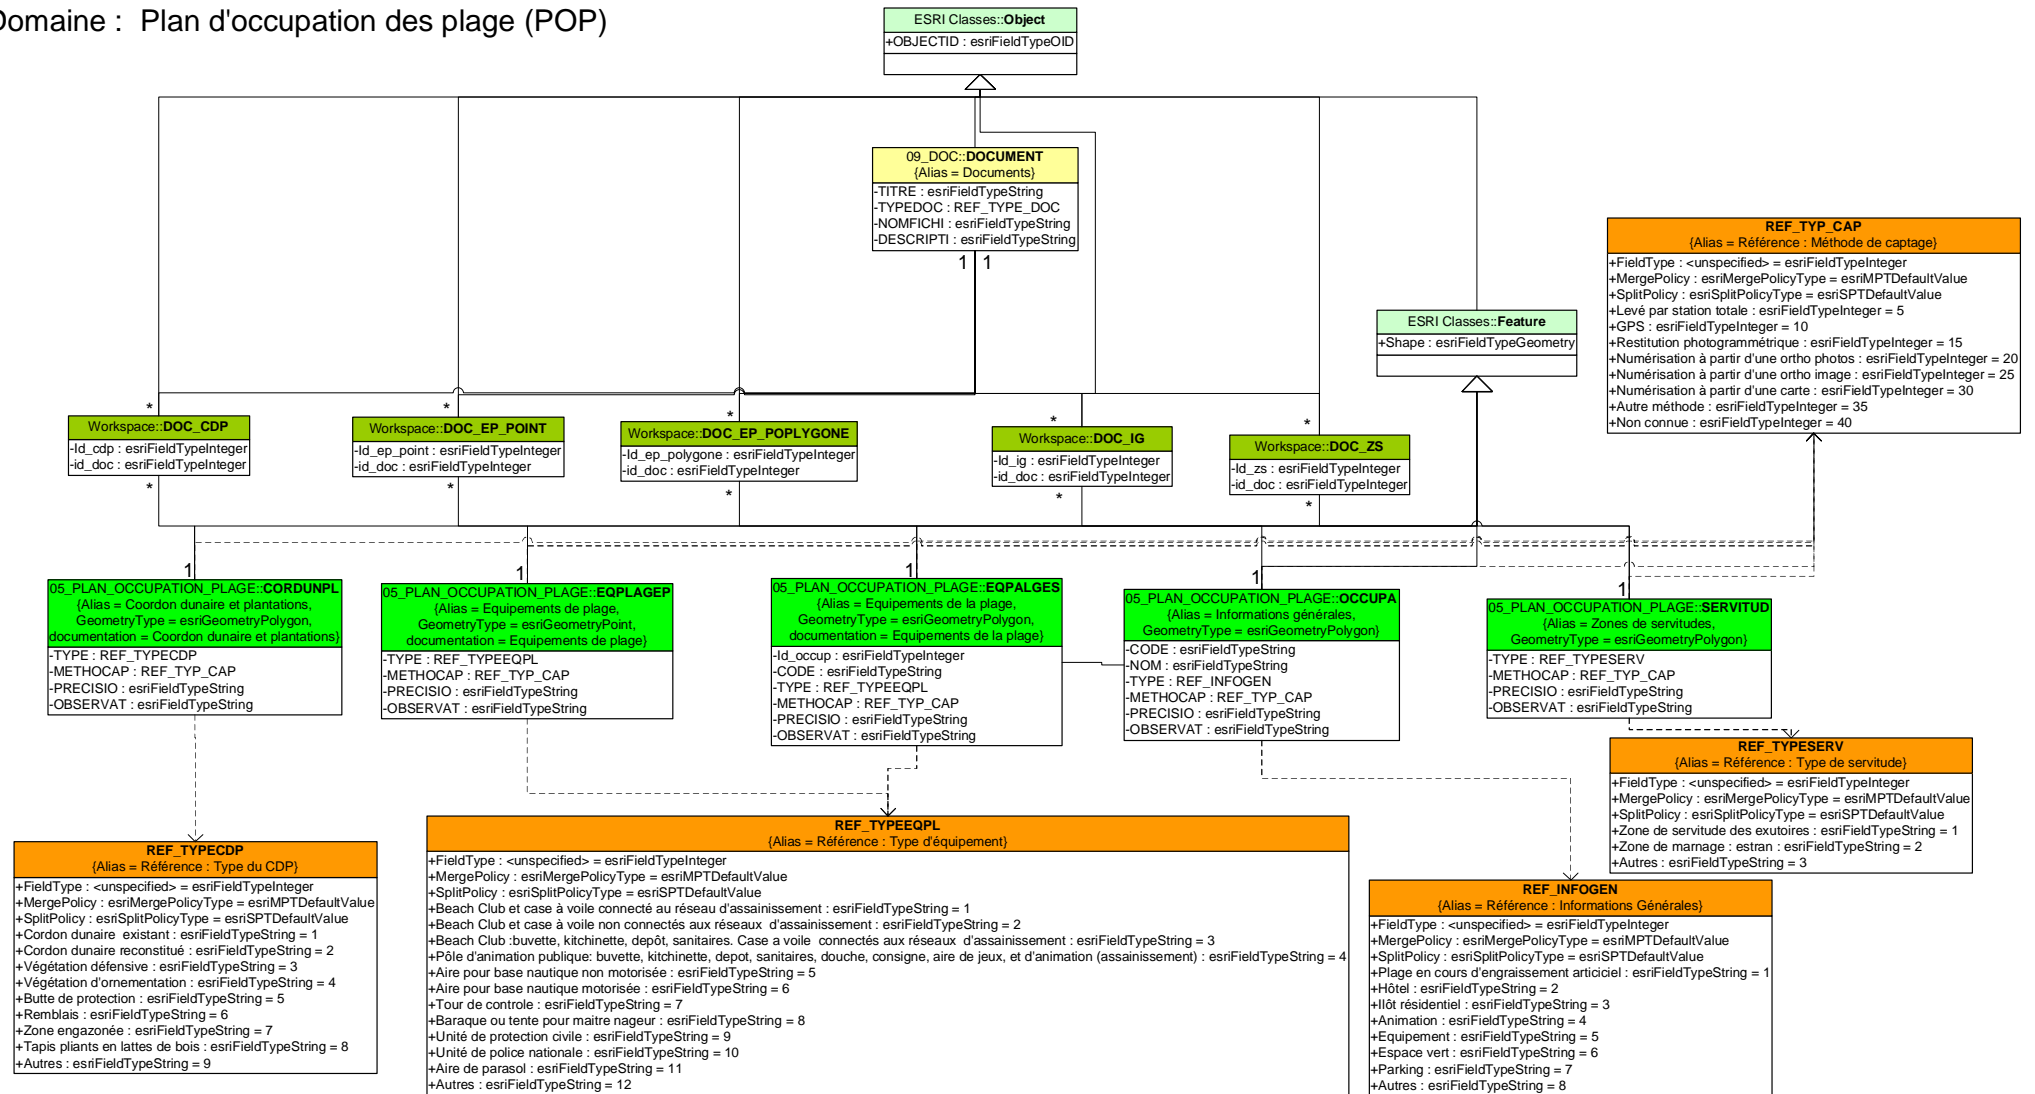 Domaine :  Plan d'occupation des plage (POP)
ESRI Classes::Object
+OBJECTID : esriFieldTypeOID
09_DOC::DOCUMENT
{Alias = Documents}
-TITRE : esriFieldTypeString
-TYPEDOC : REF_TYPE_DOC
-NOMFICHI : esriFieldTypeString
-DESCRIPTI : esriFieldTypeString
1 1
REF_TYP_CAP
{Alias = Référence : Méthode de captage}
+FieldType : <unspecified> = esriFieldTypeInteger
+MergePolicy : esriMergePolicyType = esriMPTDefaultValue
+SplitPolicy : esriSplitPolicyType = esriSPTDefaultValue
+Levé par station totale : esriFieldTypeInteger = 5
+GPS : esriFieldTypeInteger = 10
+Restitution photogrammétrique : esriFieldTypeInteger = 15
+Numérisation à partir d'une ortho photos : esriFieldTypeInteger = 20
+Numérisation à partir d'une ortho image : esriFieldTypeInteger = 25
+Numérisation à partir d'une carte : esriFieldTypeInteger = 30
+Autre méthode : esriFieldTypeInteger = 35
+Non connue : esriFieldTypeInteger = 40
ESRI Classes::Feature
+Shape : esriFieldTypeGeometry
*
Workspace::DOC_CDP
-Id_cdp : esriFieldTypeInteger
-id_doc : esriFieldTypeInteger
*
*
Workspace::DOC_EP_POINT
-Id_ep_point : esriFieldTypeInteger
-id_doc : esriFieldTypeInteger
*
*
Workspace::DOC_EP_POPLYGONE
-Id_ep_polygone : esriFieldTypeInteger
-id_doc : esriFieldTypeInteger
*
*
Workspace::DOC_IG
-Id_ig : esriFieldTypeInteger
-id_doc : esriFieldTypeInteger
*
*
Workspace::DOC_ZS
-Id_zs : esriFieldTypeInteger
-id_doc : esriFieldTypeInteger
*
1
05_PLAN_OCCUPATION_PLAGE::CORDUNPL
{Alias = Coordon dunaire et plantations,
GeometryType = esriGeometryPolygon,
documentation = Coordon dunaire et plantations}
-TYPE : REF_TYPECDP
-METHOCAP : REF_TYP_CAP
-PRECISIO : esriFieldTypeString
-OBSERVAT : esriFieldTypeString
1
05_PLAN_OCCUPATION_PLAGE::EQPLAGEP
{Alias = Equipements de plage,
GeometryType = esriGeometryPoint,
documentation = Equipements de plage}
-TYPE : REF_TYPEEQPL
-METHOCAP : REF_TYP_CAP
-PRECISIO : esriFieldTypeString
-OBSERVAT : esriFieldTypeString
1
05_PLAN_OCCUPATION_PLAGE::EQPALGES
{Alias = Equipements de la plage,
GeometryType = esriGeometryPolygon,
documentation = Equipements de la plage}
-Id_occup : esriFieldTypeInteger
-CODE : esriFieldTypeString
-TYPE : REF_TYPEEQPL
-METHOCAP : REF_TYP_CAP
-PRECISIO : esriFieldTypeString
-OBSERVAT : esriFieldTypeString
1
05_PLAN_OCCUPATION_PLAGE::OCCUPA
{Alias = Informations générales,
GeometryType = esriGeometryPolygon}
-CODE : esriFieldTypeString
-NOM : esriFieldTypeString
-TYPE : REF_INFOGEN
-METHOCAP : REF_TYP_CAP
-PRECISIO : esriFieldTypeString
-OBSERVAT : esriFieldTypeString
1
05_PLAN_OCCUPATION_PLAGE::SERVITUD
{Alias = Zones de servitudes,
GeometryType = esriGeometryPolygon}
-TYPE : REF_TYPESERV
-METHOCAP : REF_TYP_CAP
-PRECISIO : esriFieldTypeString
-OBSERVAT : esriFieldTypeString
REF_TYPESERV
{Alias = Référence : Type de servitude}
+FieldType : <unspecified> = esriFieldTypeInteger
+MergePolicy : esriMergePolicyType = esriMPTDefaultValue
+SplitPolicy : esriSplitPolicyType = esriSPTDefaultValue
+Zone de servitude des exutoires : esriFieldTypeString = 1
+Zone de marnage : estran : esriFieldTypeString = 2
+Autres : esriFieldTypeString = 3
REF_TYPECDP
{Alias = Référence : Type du CDP}
+FieldType : <unspecified> = esriFieldTypeInteger
+MergePolicy : esriMergePolicyType = esriMPTDefaultValue
+SplitPolicy : esriSplitPolicyType = esriSPTDefaultValue
+Cordon dunaire  existant : esriFieldTypeString = 1
+Cordon dunaire reconstitué : esriFieldTypeString = 2
+Végétation défensive : esriFieldTypeString = 3
+Végétation d'ornementation : esriFieldTypeString = 4
+Butte de protection : esriFieldTypeString = 5
+Remblais : esriFieldTypeString = 6
+Zone engazonée : esriFieldTypeString = 7
+Tapis pliants en lattes de bois : esriFieldTypeString = 8
+Autres : esriFieldTypeString = 9
REF_TYPEEQPL
{Alias = Référence : Type d'équipement}
+FieldType : <unspecified> = esriFieldTypeInteger
+MergePolicy : esriMergePolicyType = esriMPTDefaultValue
+SplitPolicy : esriSplitPolicyType = esriSPTDefaultValue
+Beach Club et case à voile connecté au réseau d'assainissement : esriFieldTypeString = 1
+Beach Club et case à voile non connectés aux réseaux  d'assainissement : esriFieldTypeString = 2
+Beach Club :buvette, kitchinette, depôt, sanitaires. Case a voile  connectés aux réseaux  d'assainissement : esriFieldTypeString = 3
+Pôle d'animation publique: buvette, kitchinette, depot, sanitaires, douche, consigne, aire de jeux, et d'animation (assainissement) : esriFieldTypeString = 4
+Aire pour base nautique non motorisée : esriFieldTypeString = 5
+Aire pour base nautique motorisée : esriFieldTypeString = 6
+Tour de controle : esriFieldTypeString = 7
+Baraque ou tente pour maitre nageur : esriFieldTypeString = 8
+Unité de protection civile : esriFieldTypeString = 9
+Unité de police nationale : esriFieldTypeString = 10
+Aire de parasol : esriFieldTypeString = 11
+Autres : esriFieldTypeString = 12
REF_INFOGEN
{Alias = Référence : Informations Générales}
+FieldType : <unspecified> = esriFieldTypeInteger
+MergePolicy : esriMergePolicyType = esriMPTDefaultValue
+SplitPolicy : esriSplitPolicyType = esriSPTDefaultValue
+Plage en cours d'engraissement articiciel : esriFieldTypeString = 1
+Hôtel : esriFieldTypeString = 2
+Ilôt résidentiel : esriFieldTypeString = 3
+Animation : esriFieldTypeString = 4
+Equipement : esriFieldTypeString = 5
+Espace vert : esriFieldTypeString = 6
+Parking : esriFieldTypeString = 7
+Autres : esriFieldTypeString = 8